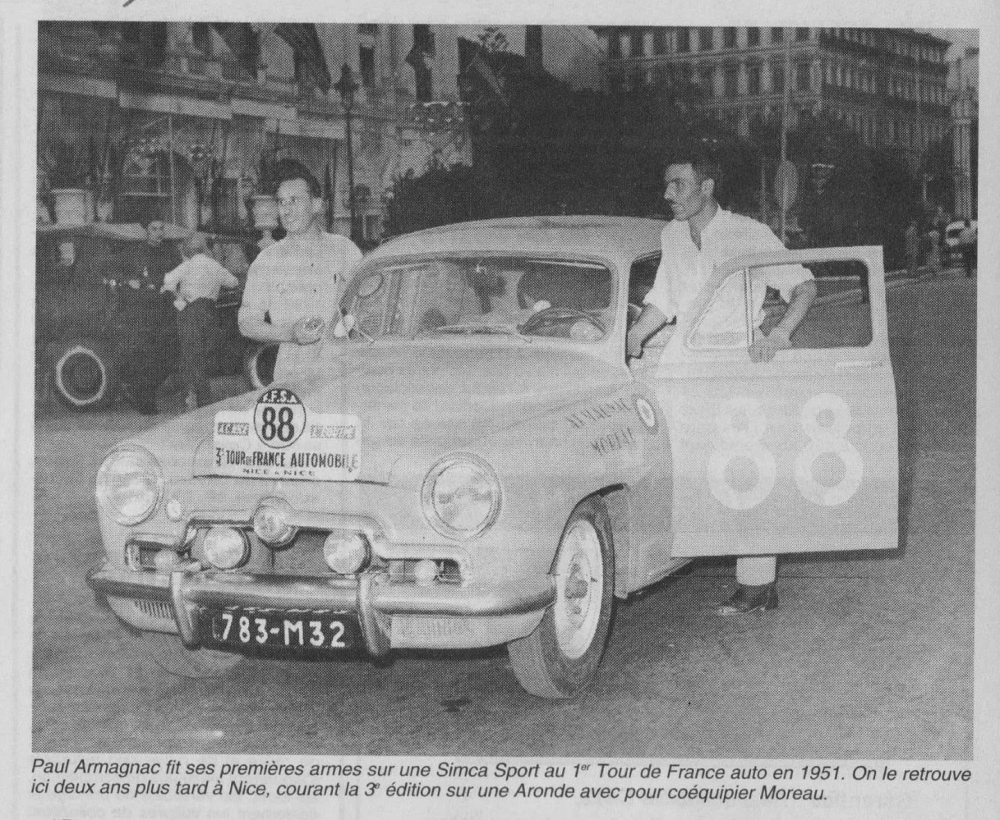 F.F.S.A
88
3e TOUR DE FRANCE AUTOMOBILE
NICE à NICE
ARMAGNAC
MOREAU
88
783-M32
Paul Armagnac fit ses premières armes sur une Simca Sport au 1er Tour de France auto en 1951. On le retrouve
ici deux ans plus tard à Nice, courant la 3e édition sur une Aronde avec pour coéquipier Moreau.